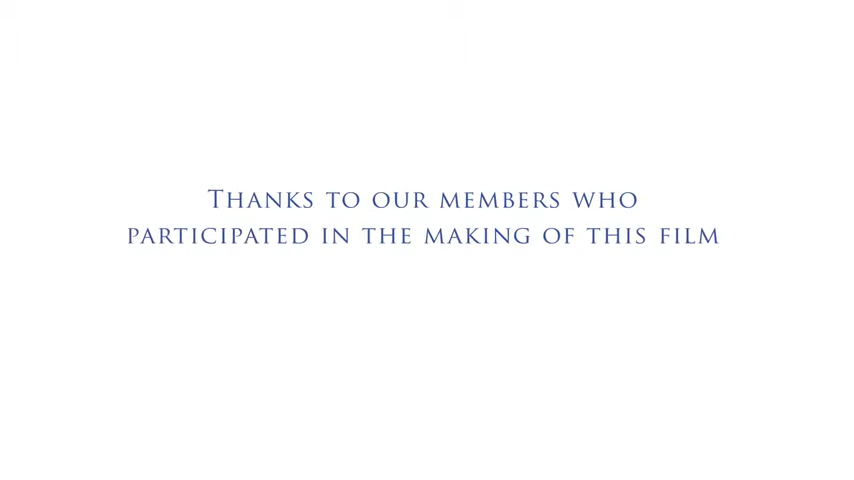 Thanks to our members who
participated in the making of this film